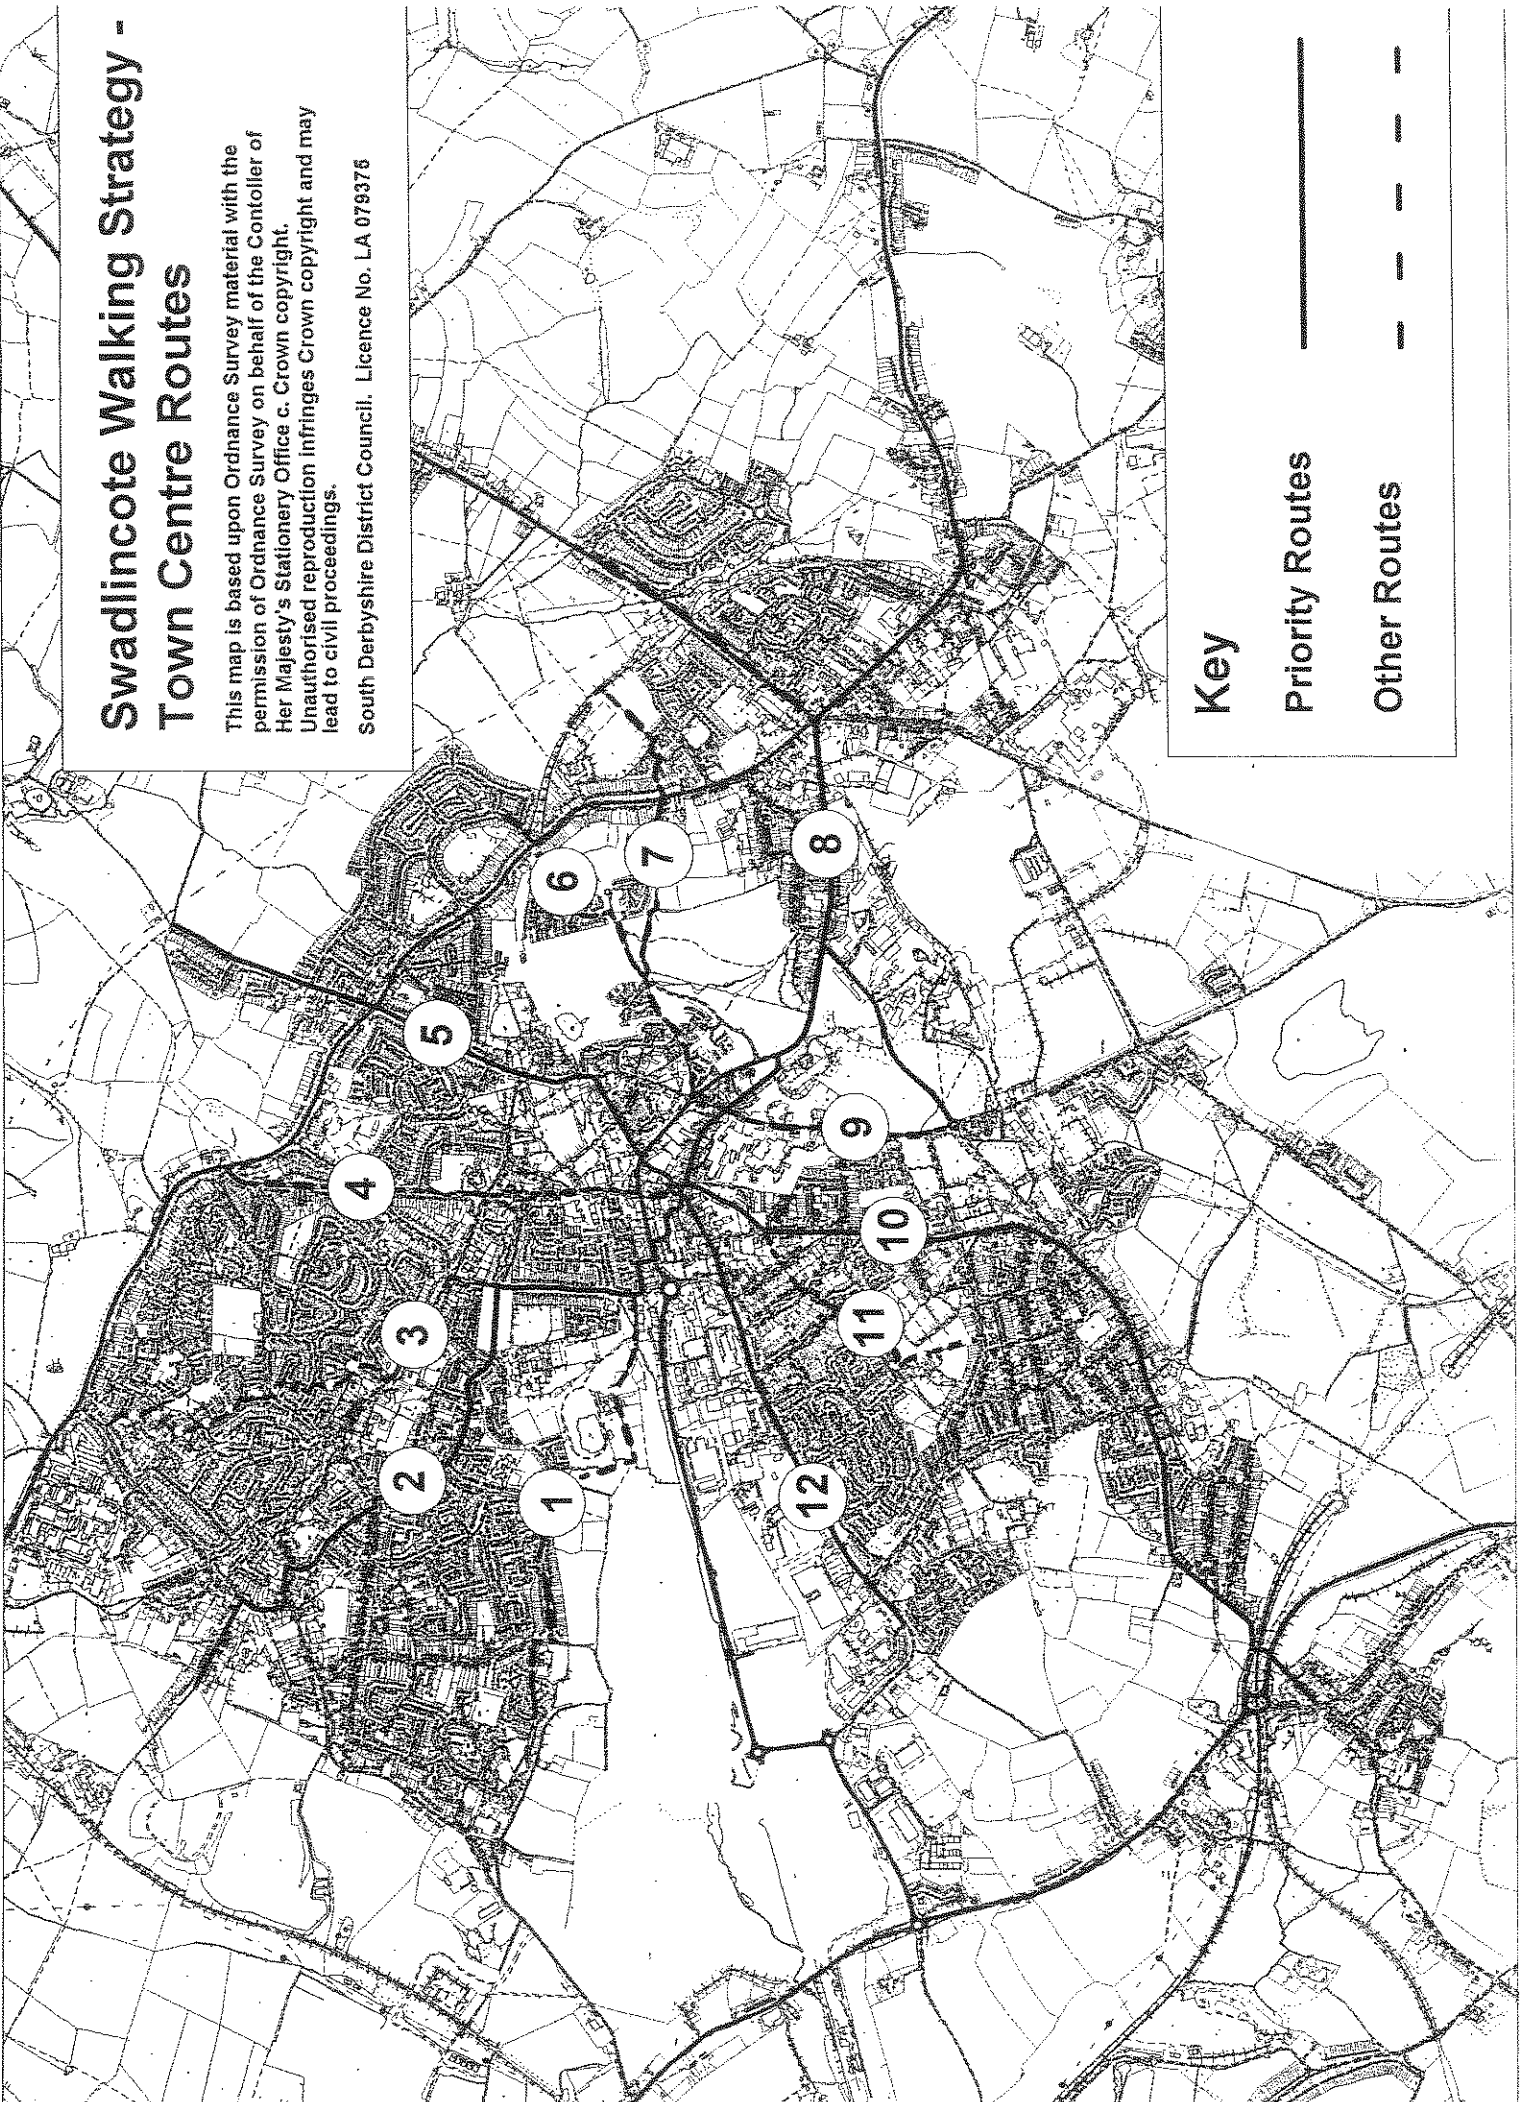 Swadlincote Walking Strategy -
Town Centre Routes
This map is based upon Ordnance Survey material with the
permission of Ordnance Survey on behalf of the Contoller of
Her Majesty's Stationery Office c. Crown copyright.
Unauthorised reproduction infringes Crown copyright and may
lead to civil proceedings.
South Derbyshire District Council. Licence No. LA 079375
1
2
3
4
5
6
7
8
9
10
11
12
Key
Priority Routes
Other Routes